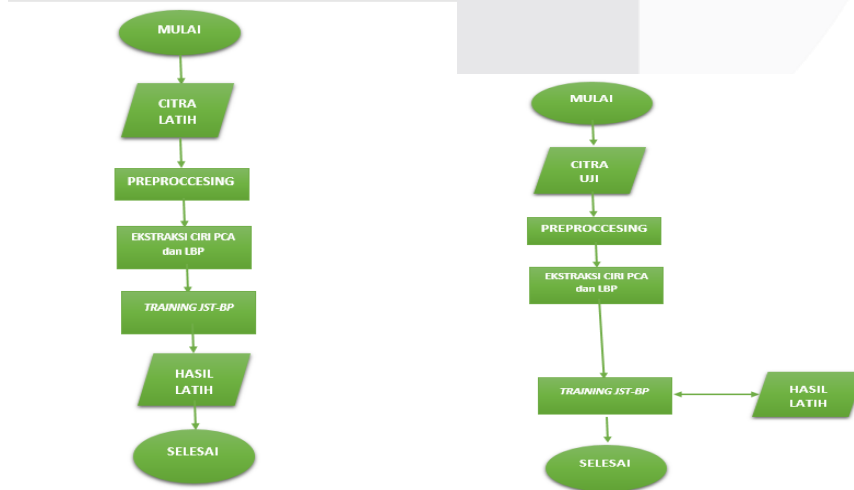 MULAI
CITRA
LATIH
PREPROCCESING
EKSTRAKSI CIRI PCA
dan LBP
TRAINING JST-BP
HASIL
LATIH
SELESAI
MULAI
CITRA
UJI
PREPROCCESING
EKSTRAKSI CIRI PCA
dan LBP
TRAINING JST-BP
HASIL
LATIH
SELESAI